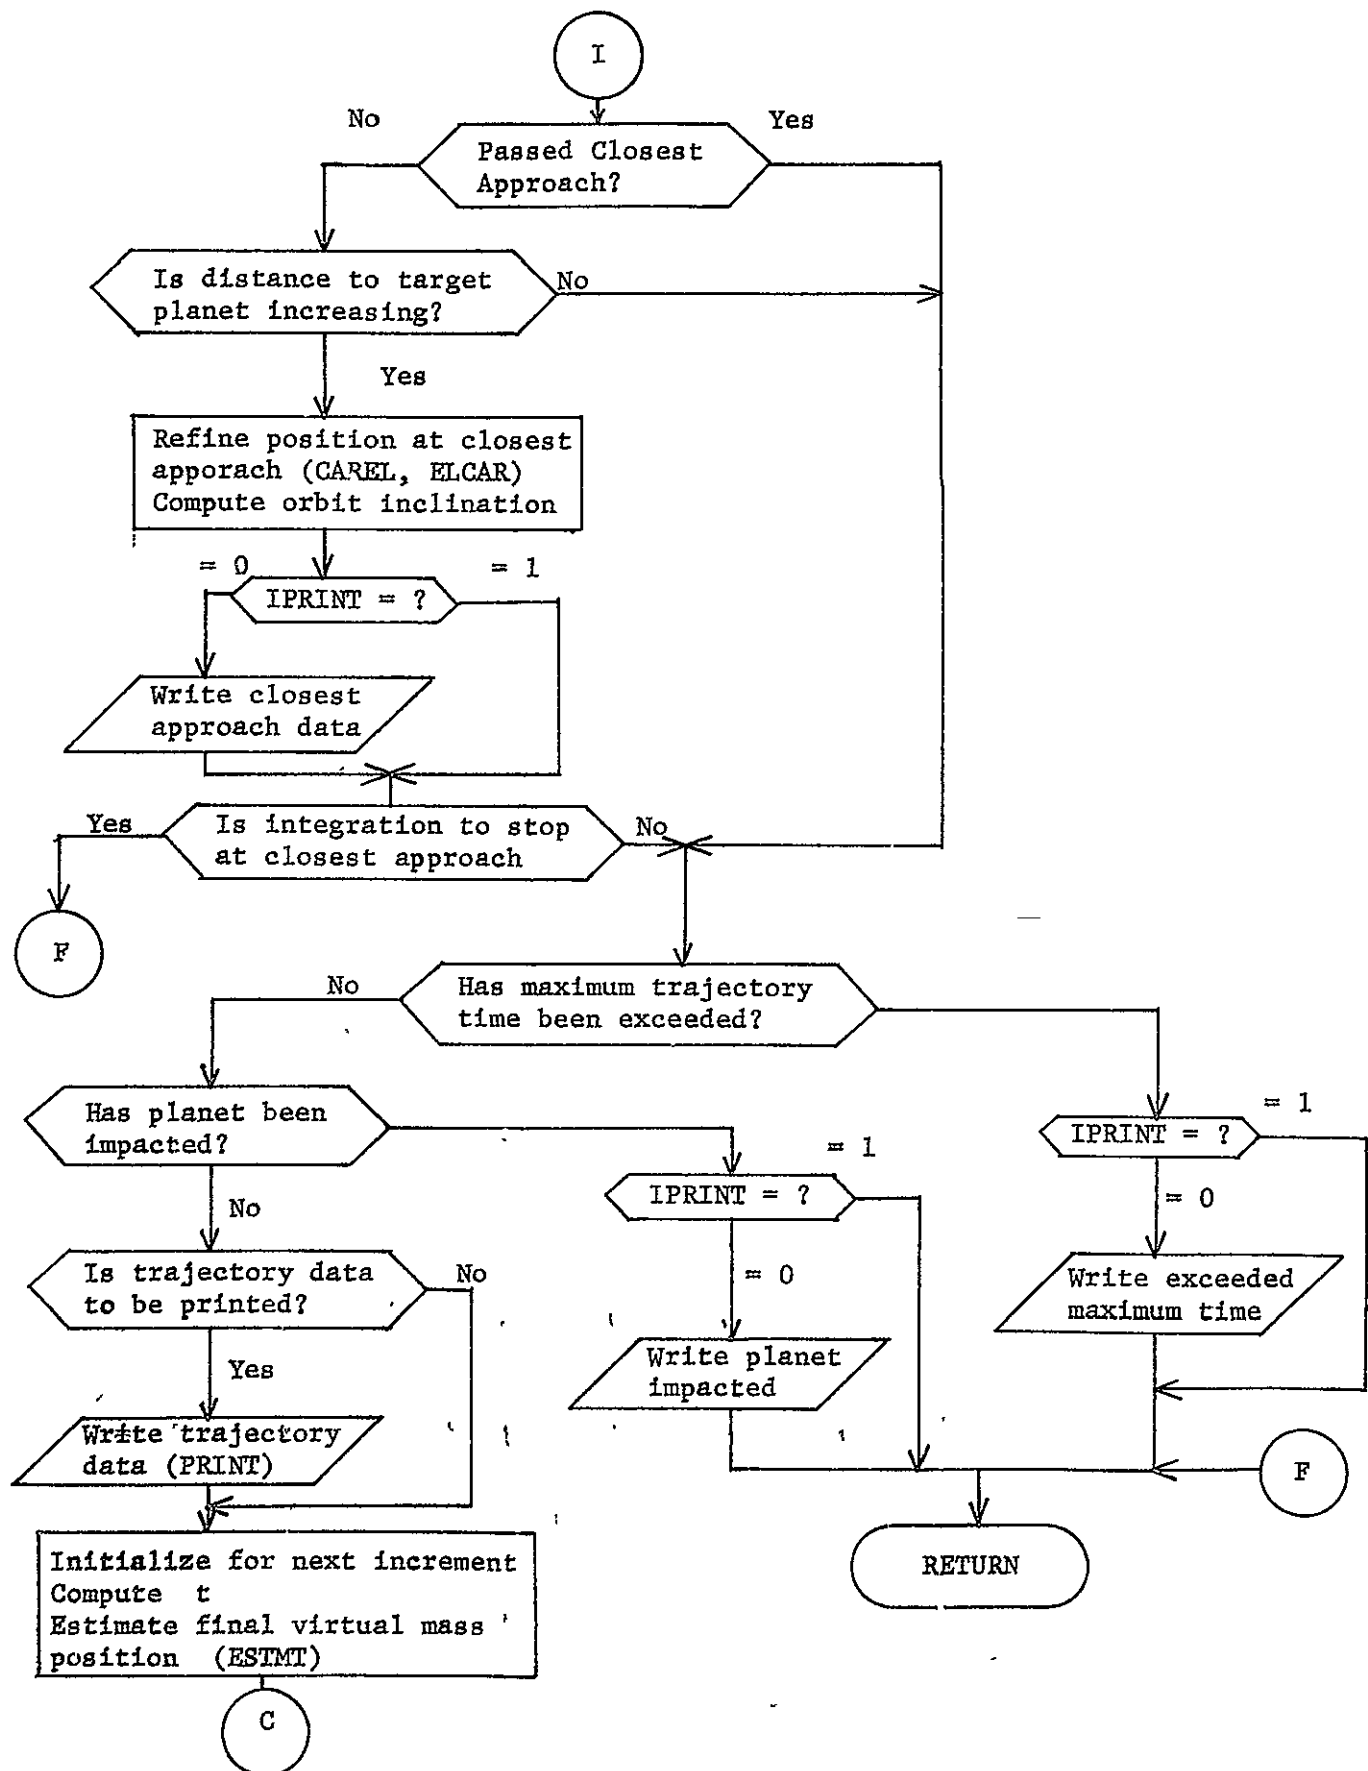 I
No
Yes
Passed Closest
Approach?
Is distance to target
planet increasing?
No
Yes
Refine position at closest
apporach (CAREL, ELCAR)
Compute orbit inclination
= 0
= 1
IPRINT = ?
Write closest
approach data
Yes
Is integration to stop
at closest approach
No
F
No
Has maximum trajectory
time been exceeded?
Has planet been
impacted?
= 1
IPRINT = ?
= 1
IPRINT = ?
= 0
No
Is trajectory data
to be printed?
No
= 0
Write exceeded
maximum time
Write planet
impacted
Yes
Write trajectory
data (PRINT)
F
Initialize for next increment
Compute t
Estimate final virtual mass
position (ESTMT)
RETURN
C